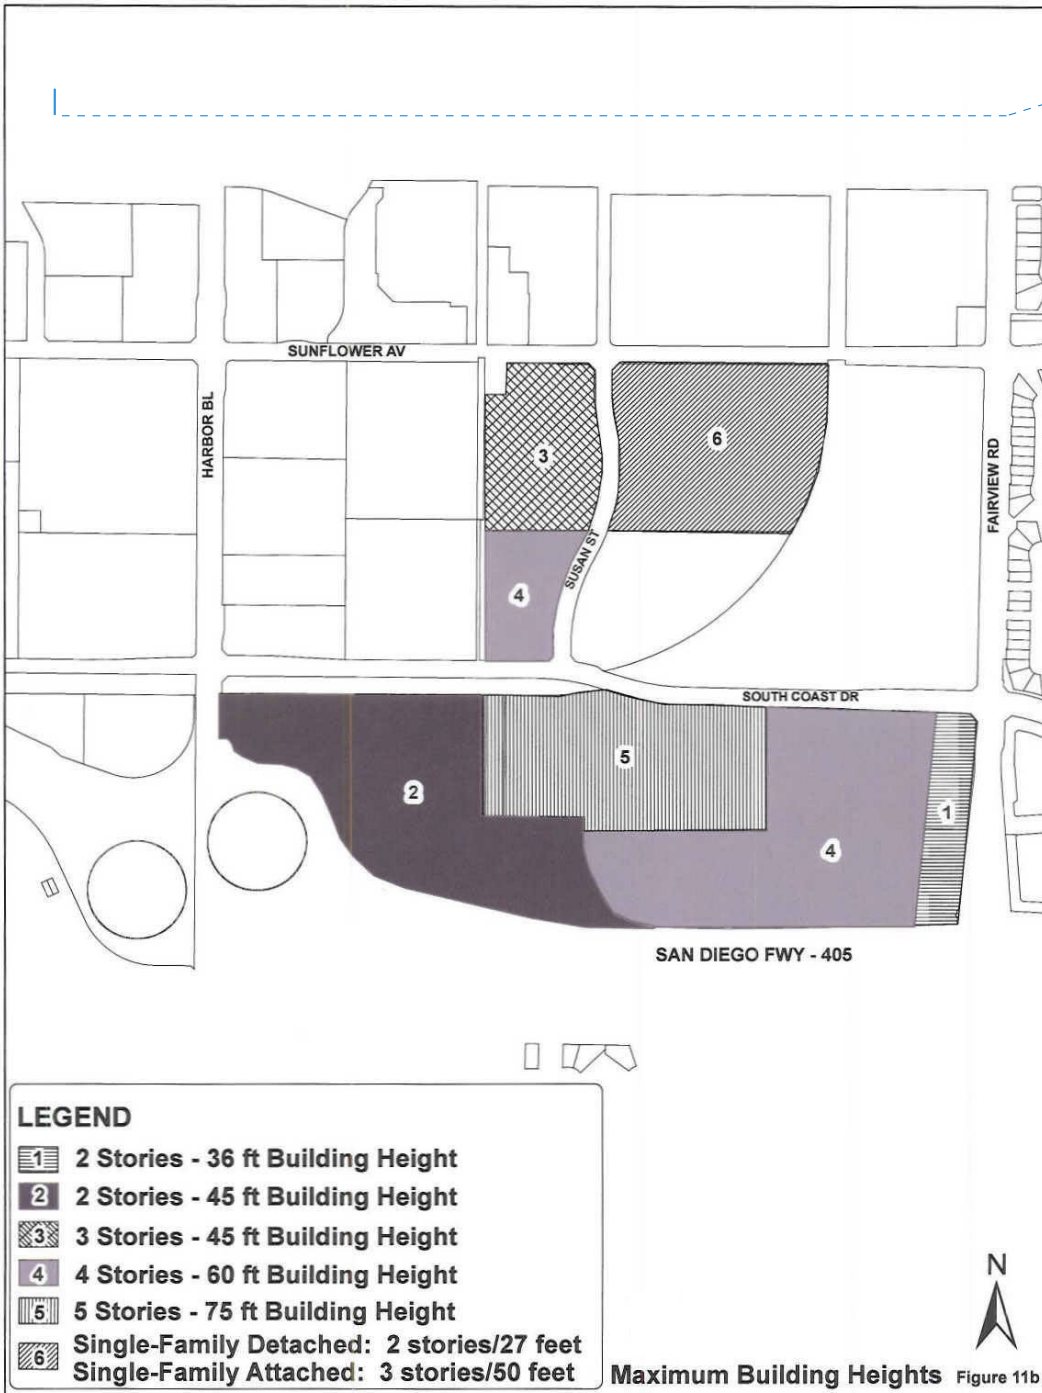 SUNFLOWER AV
HARBOR BL
3
6
FAIRVIEW RD
SUSAN ST
4
SOUTH COAST DR
5
2
1
4
SAN DIEGO FWY - 405
LEGEND
1 2 Stories - 36 ft Building Height
2 2 Stories - 45 ft Building Height
3 3 Stories - 45 ft Building Height
4 4 Stories - 60 ft Building Height
5 5 Stories - 75 ft Building Height
6 Single-Family Detached: 2 stories/27 feet
Single-Family Attached: 3 stories/50 feet
N
Maximum Building Heights Figure 11b